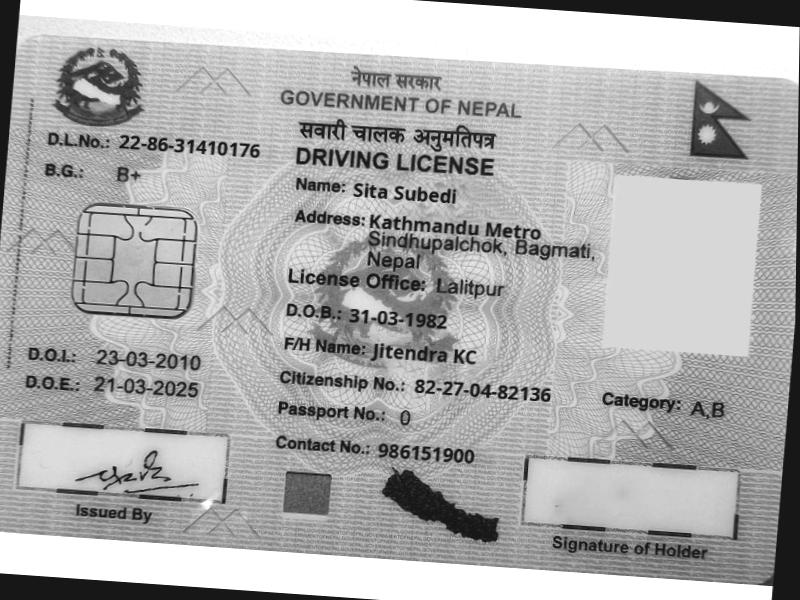 नेपाल सरकार
GOVERNMENT OF NEPAL
सवारी चालक अनुमतिपत्र
DRIVING LICENSE
D.L.No.: 22-86-31410176
B.G.: B+
Name: Sita Subedi
Address: Kathmandu Metro
Sindhupalchok, Bagmati,
Nepal
License Office: Lalitpur
D.O.B.: 31-03-1982
F/H Name: Jitendra KC
D.O.I.: 23-03-2010
D.O.E.: 21-03-2025
Citizenship No.: 82-27-04-82136
Passport No.: 0
Contact No.: 986151900
Category: A,B
Issued By
Signature of Holder